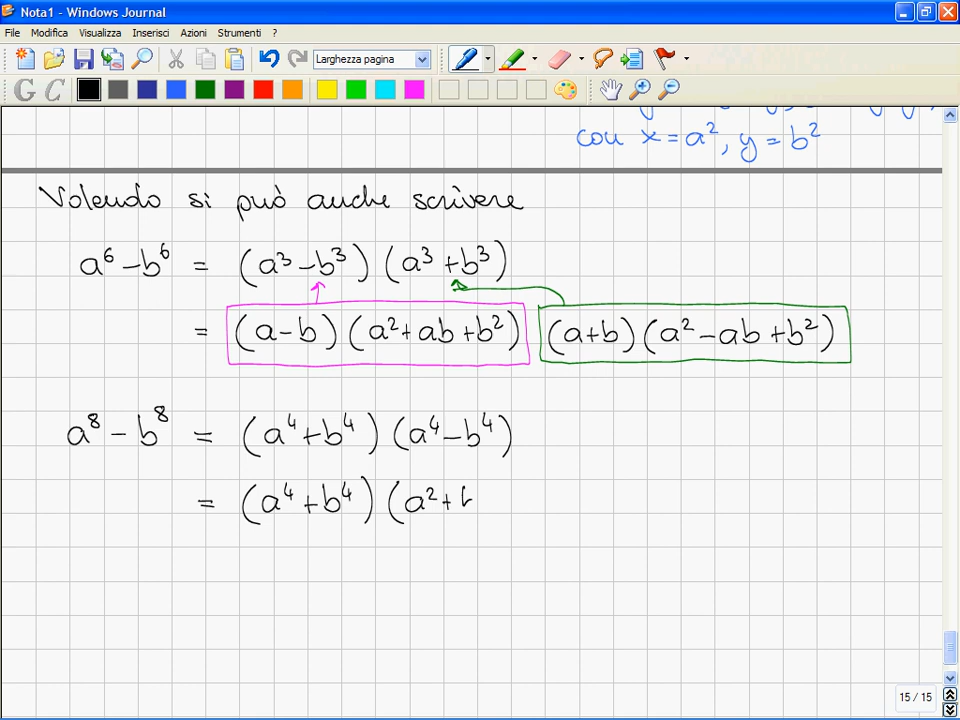 Nota1 - Windows Journal
File Modifica Visualizza Inserisci Azioni Strumenti ?
Larghezza pagina
G C
con x = a², y = b²
Volendo si può anche scrivere
a⁶ - b⁶ = (a³ - b³) (a³ + b³)
= (a - b) (a² + ab + b²) (a + b) (a² - ab + b²)
a⁸ - b⁸ = (a⁴ + b⁴) (a⁴ - b⁴)
= (a⁴ + b⁴) (a² +
15 / 15